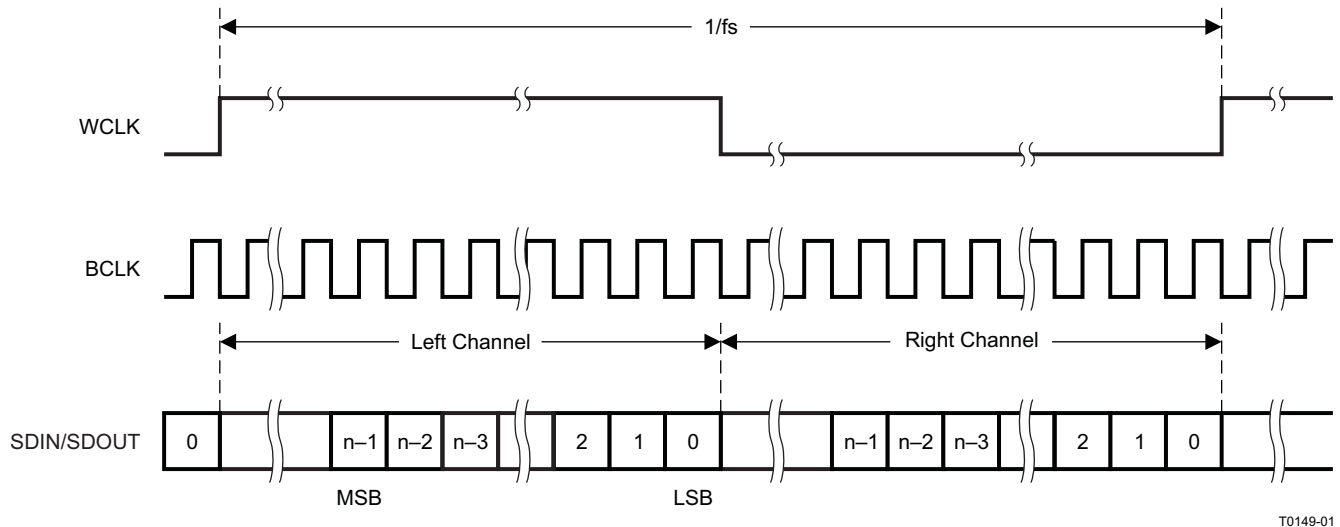 1/fs
WCLK
BCLK
Left Channel
Right Channel
SDIN/SDOUT
0
n–1 n–2 n–3
2 1 0
n–1 n–2 n–3
2 1 0
MSB
LSB
T0149-01